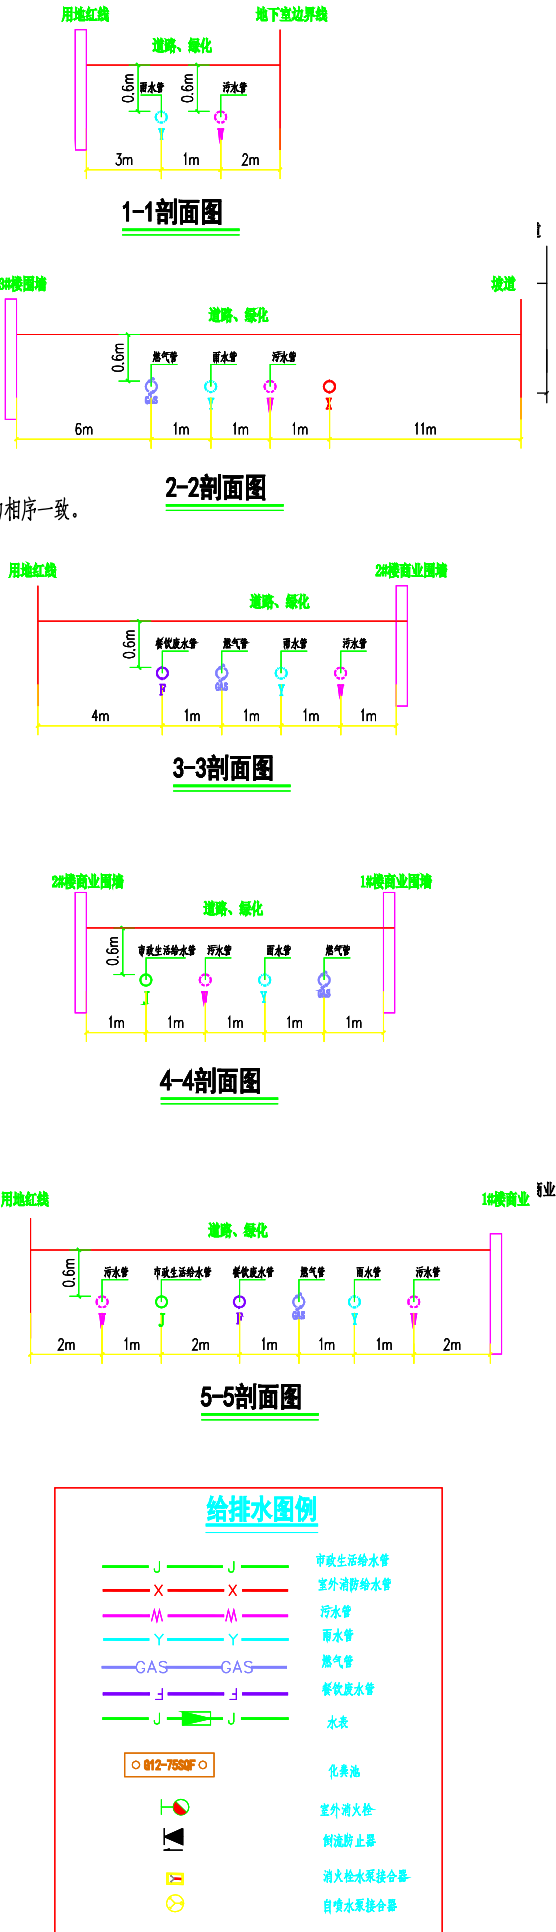 用地红线 地下室边界线
道路、绿化
0.6m 雨水管 0.6m 污水管
Y W
3m 1m 2m
1-1剖面图
3#楼围墙 坡道
道路、绿化
0.6m 燃气管 雨水管 污水管
GAS Y W X
6m 1m 1m 1m 11m
2-2剖面图
相序一致。
用地红线 2#楼商业围墙
道路、绿化
0.6m 餐饮废水管 燃气管 雨水管 污水管
F GAS Y W
4m 1m 1m 1m 1m
3-3剖面图
2#楼商业围墙 1#楼商业围墙
道路、绿化
0.6m 市政生活给水管 污水管 雨水管 燃气管
J W Y GAS
1m 1m 1m 1m 1m
4-4剖面图
商业
用地红线 1#楼商业
道路、绿化
0.6m 污水管 市政生活给水管 餐饮废水管 燃气管 雨水管 污水管
W J F GAS Y W
2m 1m 2m 1m 1m 1m 2m
5-5剖面图
给排水图例
J J 市政生活给水管
X X 室外消防给水管
W W 污水管
Y Y 雨水管
GAS GAS 燃气管
F F 餐饮废水管
J J 水表
G12-75SQF 化粪池
室外消火栓
倒流防止器
Y 消火栓水泵接合器
自喷水泵接合器